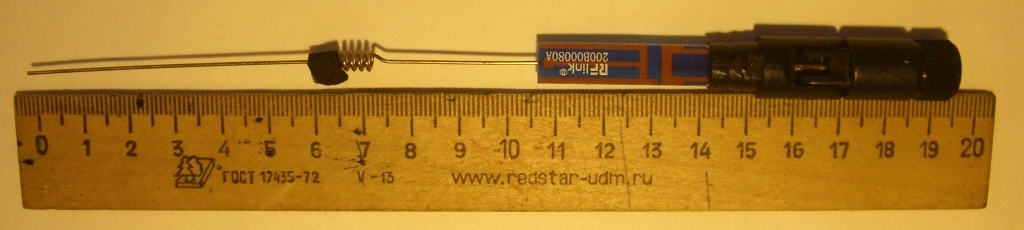 RFlink®
200B00080A
0 1 2 3 4 5 6 7 8 9 10 11 12 13 14 15 16 17 18 19 20
ГОСТ 17435-72 V-13 www.redstar-udm.ru